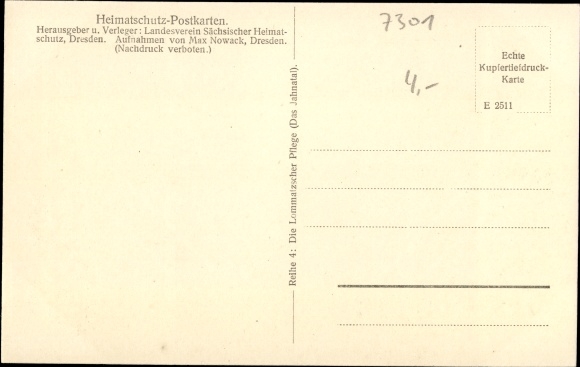 Heimatschutz-Postkarten.
Herausgeber u. Verleger: Landesverein Sächsischer Heimat-
schutz, Dresden. Aufnahmen von Max Nowack, Dresden.
(Nachdruck verboten.)
Reihe 4: Die Lommatzscher Pflege (Das Jahnatal).
7301
4,-
Echte
Kupfertiefdruck-
Karte
E 2511